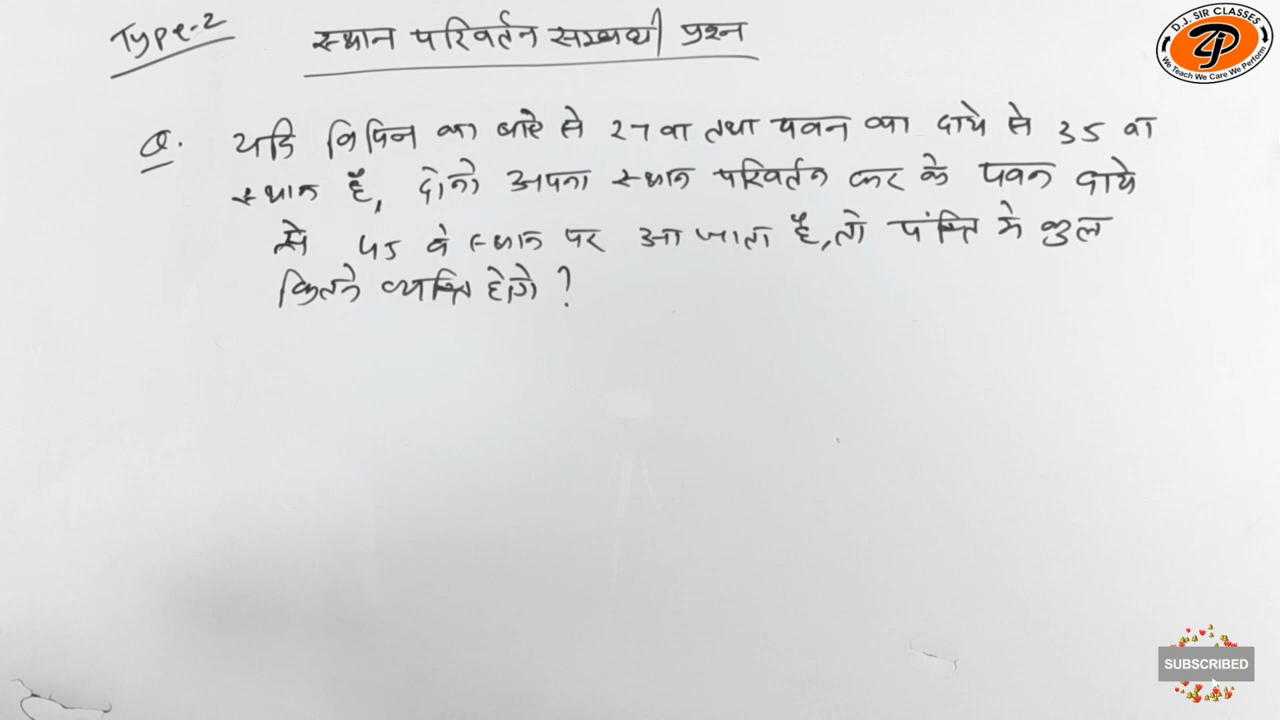 Type-2
स्थान परिवर्तन सम्बन्धी प्रश्न
D.J. SIR CLASSES
We Teach We Care We Perform
Q. यदि विपिन का बाऐ से 27 वा तथा पवन का दाये से 35 वा
स्थान है, दोनो अपना स्थान परिवर्तन कर के पवन दाये
से 45 वे स्थान पर आ जाता है, तो पंक्ति मे कुल
कितने व्यक्ति होगे ?
SUBSCRIBED